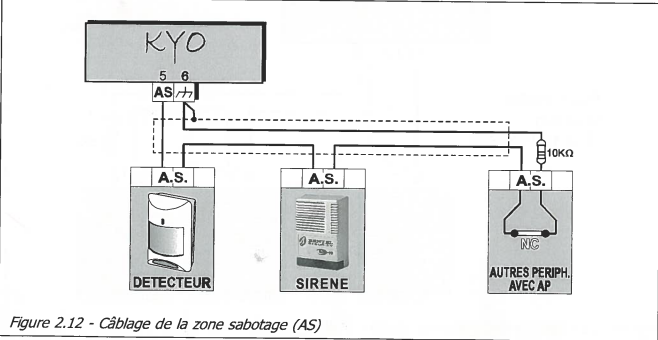 KYO
5 6
AS
10KΩ
A.S. A.S. A.S.
NC
DETECTEUR SIRENE AUTRES PERIPH.
AVEC AP
Figure 2.12 - Câblage de la zone sabotage (AS)